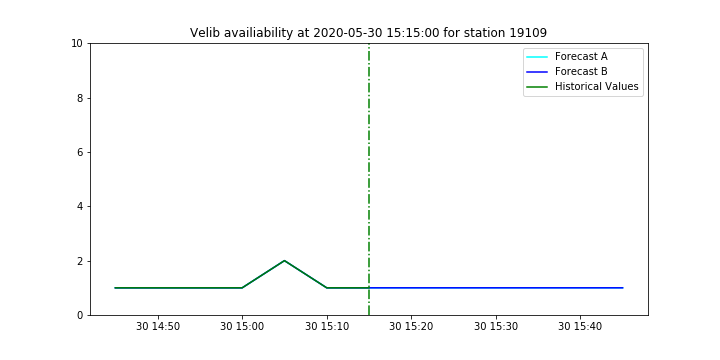 Velib availiability at 2020-05-30 15:15:00 for station 19109
10
8
6
4
2
0
Forecast A
Forecast B
Historical Values
30 14:50 30 15:00 30 15:10 30 15:20 30 15:30 30 15:40